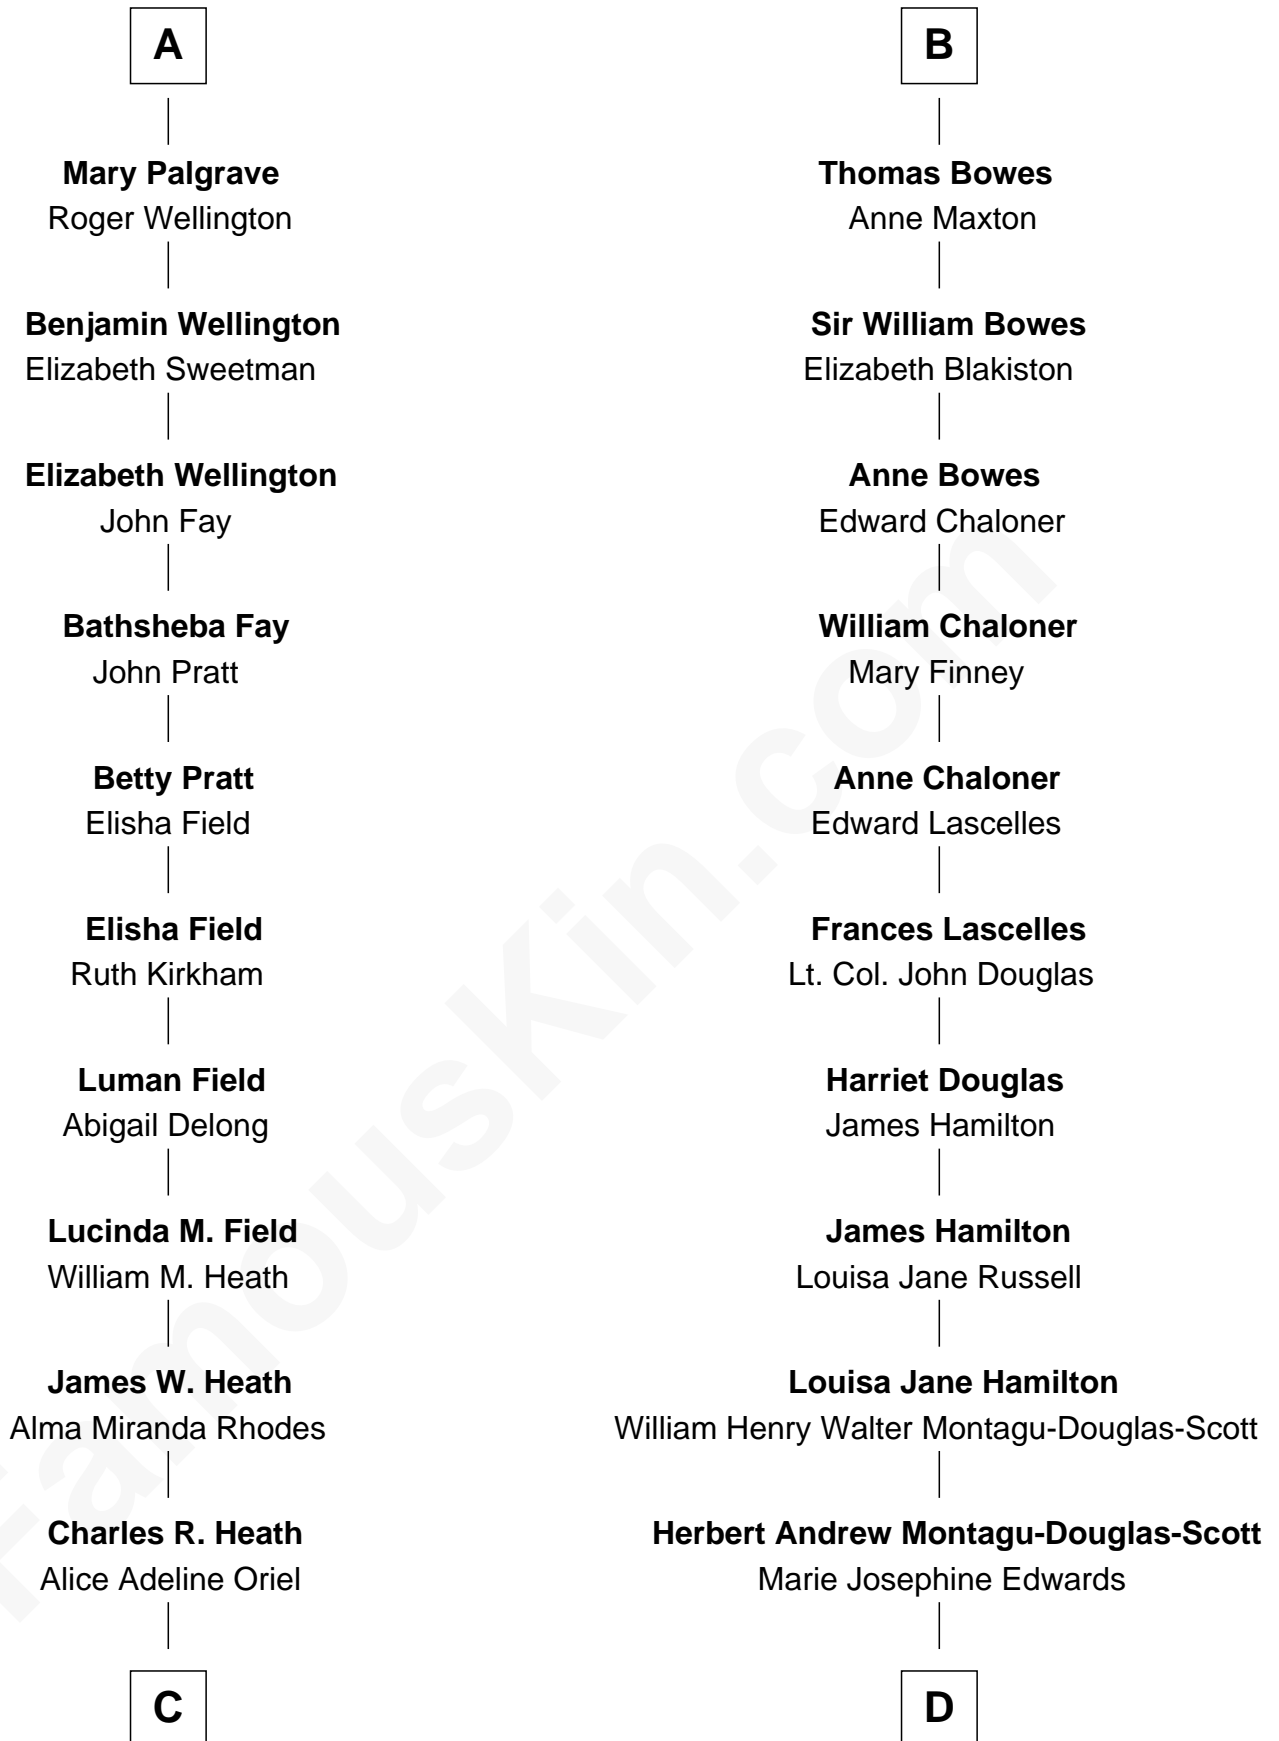 A
Mary Palgrave
Roger Wellington
Benjamin Wellington
Elizabeth Sweetman
Elizabeth Wellington
John Fay
Bathsheba Fay
John Pratt
Betty Pratt
Elisha Field
Elisha Field
Ruth Kirkham
Luman Field
Abigail Delong
Lucinda M. Field
William M. Heath
James W. Heath
Alma Miranda Rhodes
Charles R. Heath
Alice Adeline Oriel
C
B
Thomas Bowes
Anne Maxton
Sir William Bowes
Elizabeth Blakiston
Anne Bowes
Edward Chaloner
William Chaloner
Mary Finney
Anne Chaloner
Edward Lascelles
Frances Lascelles
Lt. Col. John Douglas
Harriet Douglas
James Hamilton
James Hamilton
Louisa Jane Russell
Louisa Jane Hamilton
William Henry Walter Montagu-Douglas-Scott
Herbert Andrew Montagu-Douglas-Scott
Marie Josephine Edwards
D
FamousKin.com